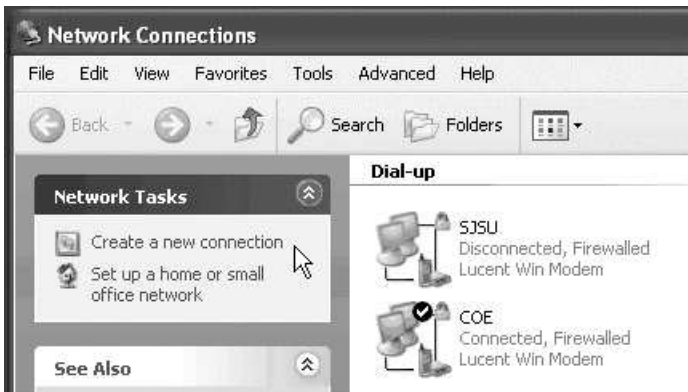 Network Connections
File Edit View Favorites Tools Advanced Help
Back Search Folders
Network Tasks
Create a new connection
Set up a home or small
office network
See Also
Dial-up
SJSU
Disconnected, Firewalled
Lucent Win Modem
COE
Connected, Firewalled
Lucent Win Modem